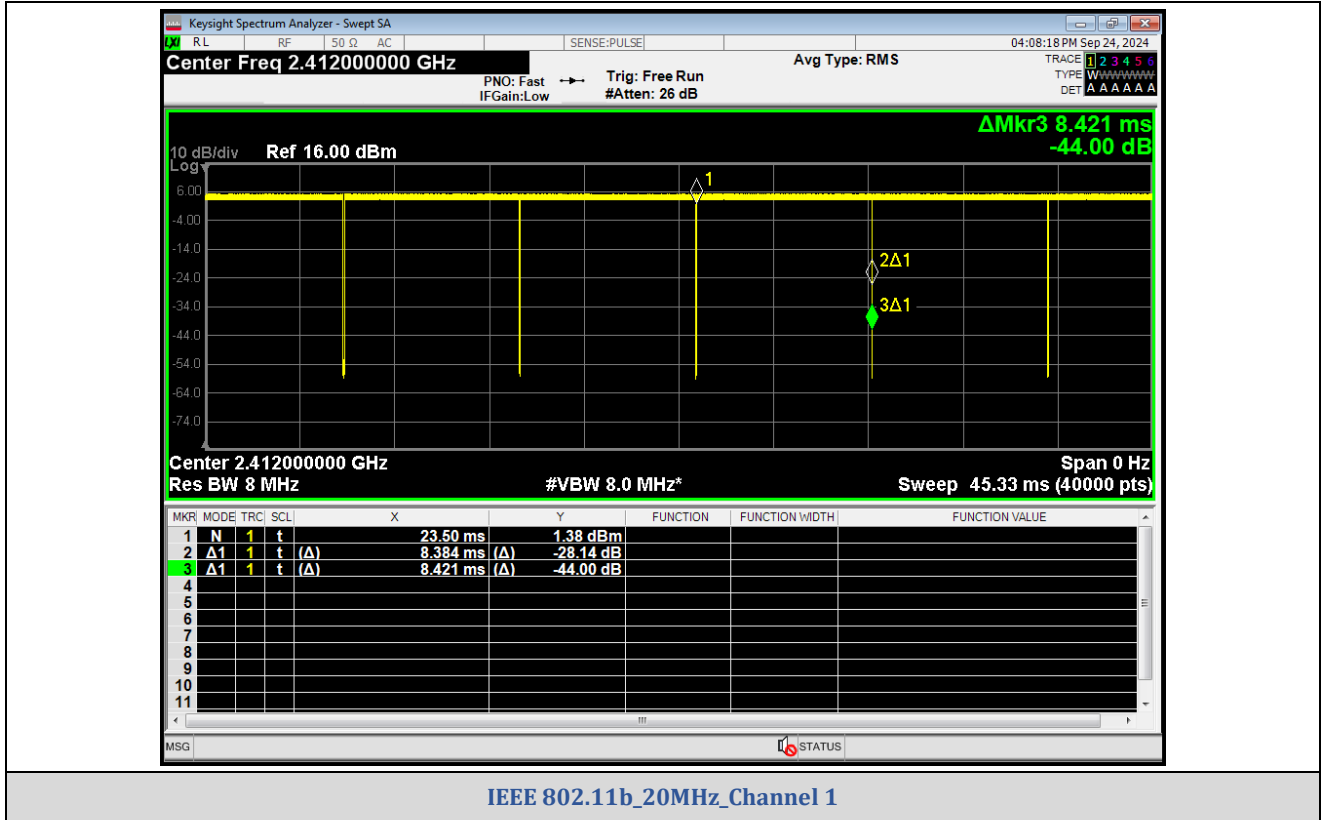 Keysight Spectrum Analyzer - Swept SA
LXI RL RF 50 Ω AC SENSE:PULSE 04:08:18 PM Sep 24, 2024
Center Freq 2.412000000 GHz Avg Type: RMS TRACE 1 2 3 4 5 6
PNO: Fast Trig: Free Run TYPE WWWWWW
IFGain:Low #Atten: 26 dB DET A A A A A A
ΔMkr3 8.421 ms
10 dB/div Ref 16.00 dBm -44.00 dB
Log
1
6.00
-4.00
-14.0
2Δ1
-24.0
3Δ1
-34.0
-44.0
-54.0
-64.0
-74.0
Center 2.412000000 GHz Span 0 Hz
Res BW 8 MHz #VBW 8.0 MHz* Sweep 45.33 ms (40000 pts)
MKR MODE TRC SCL X Y FUNCTION FUNCTION WIDTH FUNCTION VALUE
1 N 1 t 23.50 ms 1.38 dBm
2 Δ1 1 t (Δ) 8.384 ms (Δ) -28.14 dB
3 Δ1 1 t (Δ) 8.421 ms (Δ) -44.00 dB
4
5
6
7
8
9
10
11
MSG STATUS
IEEE 802.11b_20MHz_Channel 1